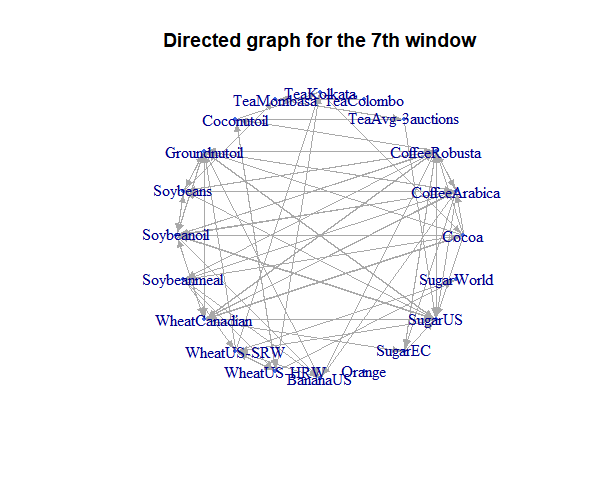 Directed graph for the 7th window
TeaKolkata
TeaMombasa TeaColombo
Coconutoil TeaAvg-3auctions
Groundnutoil CoffeeRobusta
Soybeans CoffeeArabica
Soybeanoil Cocoa
Soybeanmeal SugarWorld
WheatCanadian SugarUS
WheatUS-SRW SugarEC
WheatUS-HRW Orange
BananaUS